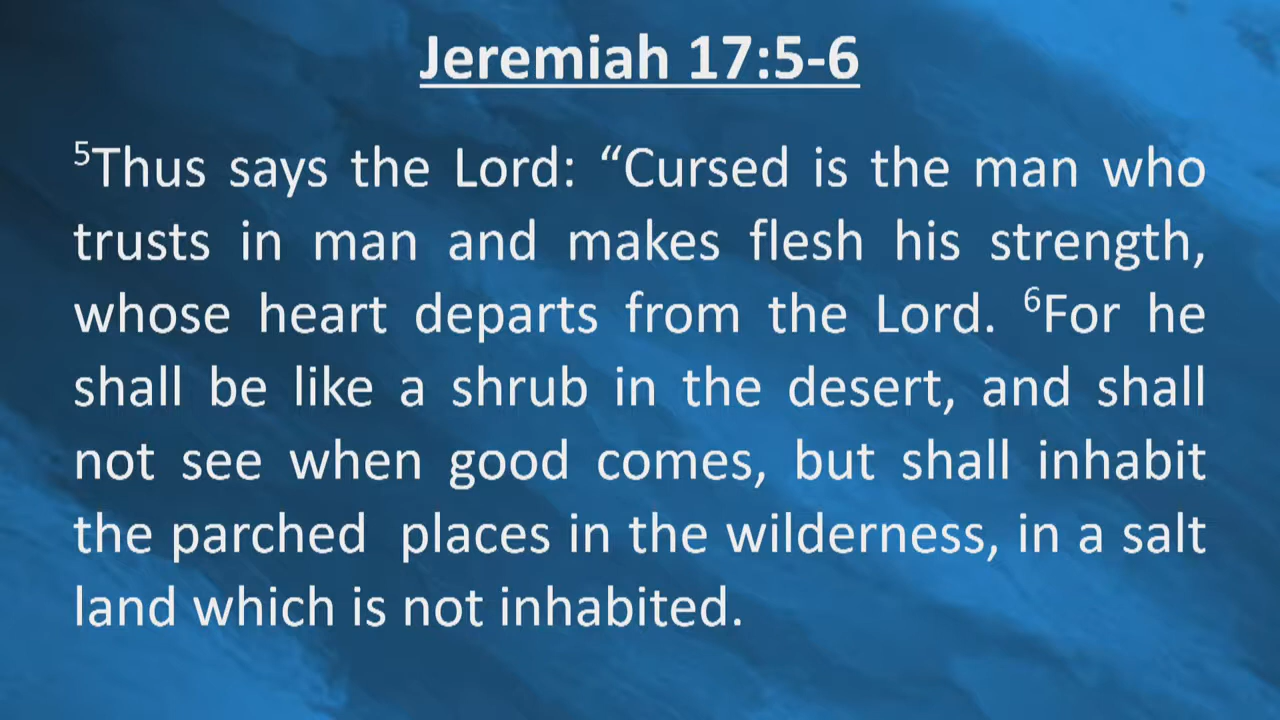 Jeremiah 17:5-6
⁵Thus says the Lord: “Cursed is the man who
trusts in man and makes flesh his strength,
whose heart departs from the Lord. ⁶For he
shall be like a shrub in the desert, and shall
not see when good comes, but shall inhabit
the parched  places in the wilderness, in a salt
land which is not inhabited.